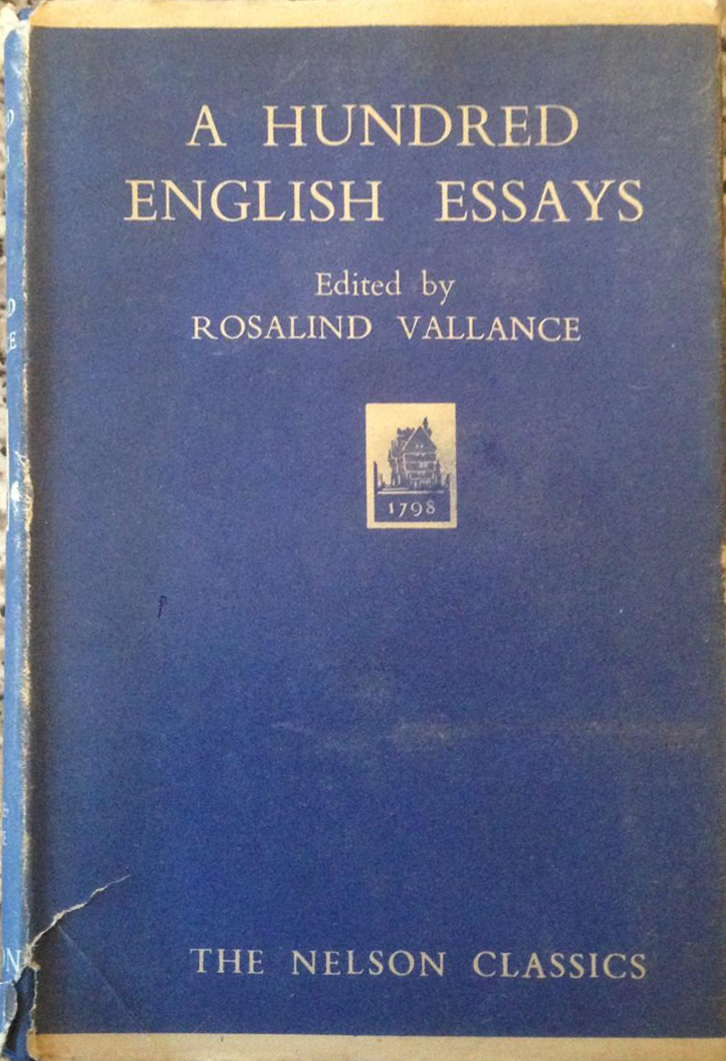 A HUNDRED
ENGLISH ESSAYS
Edited by
ROSALIND VALLANCE
1798
THE NELSON CLASSICS